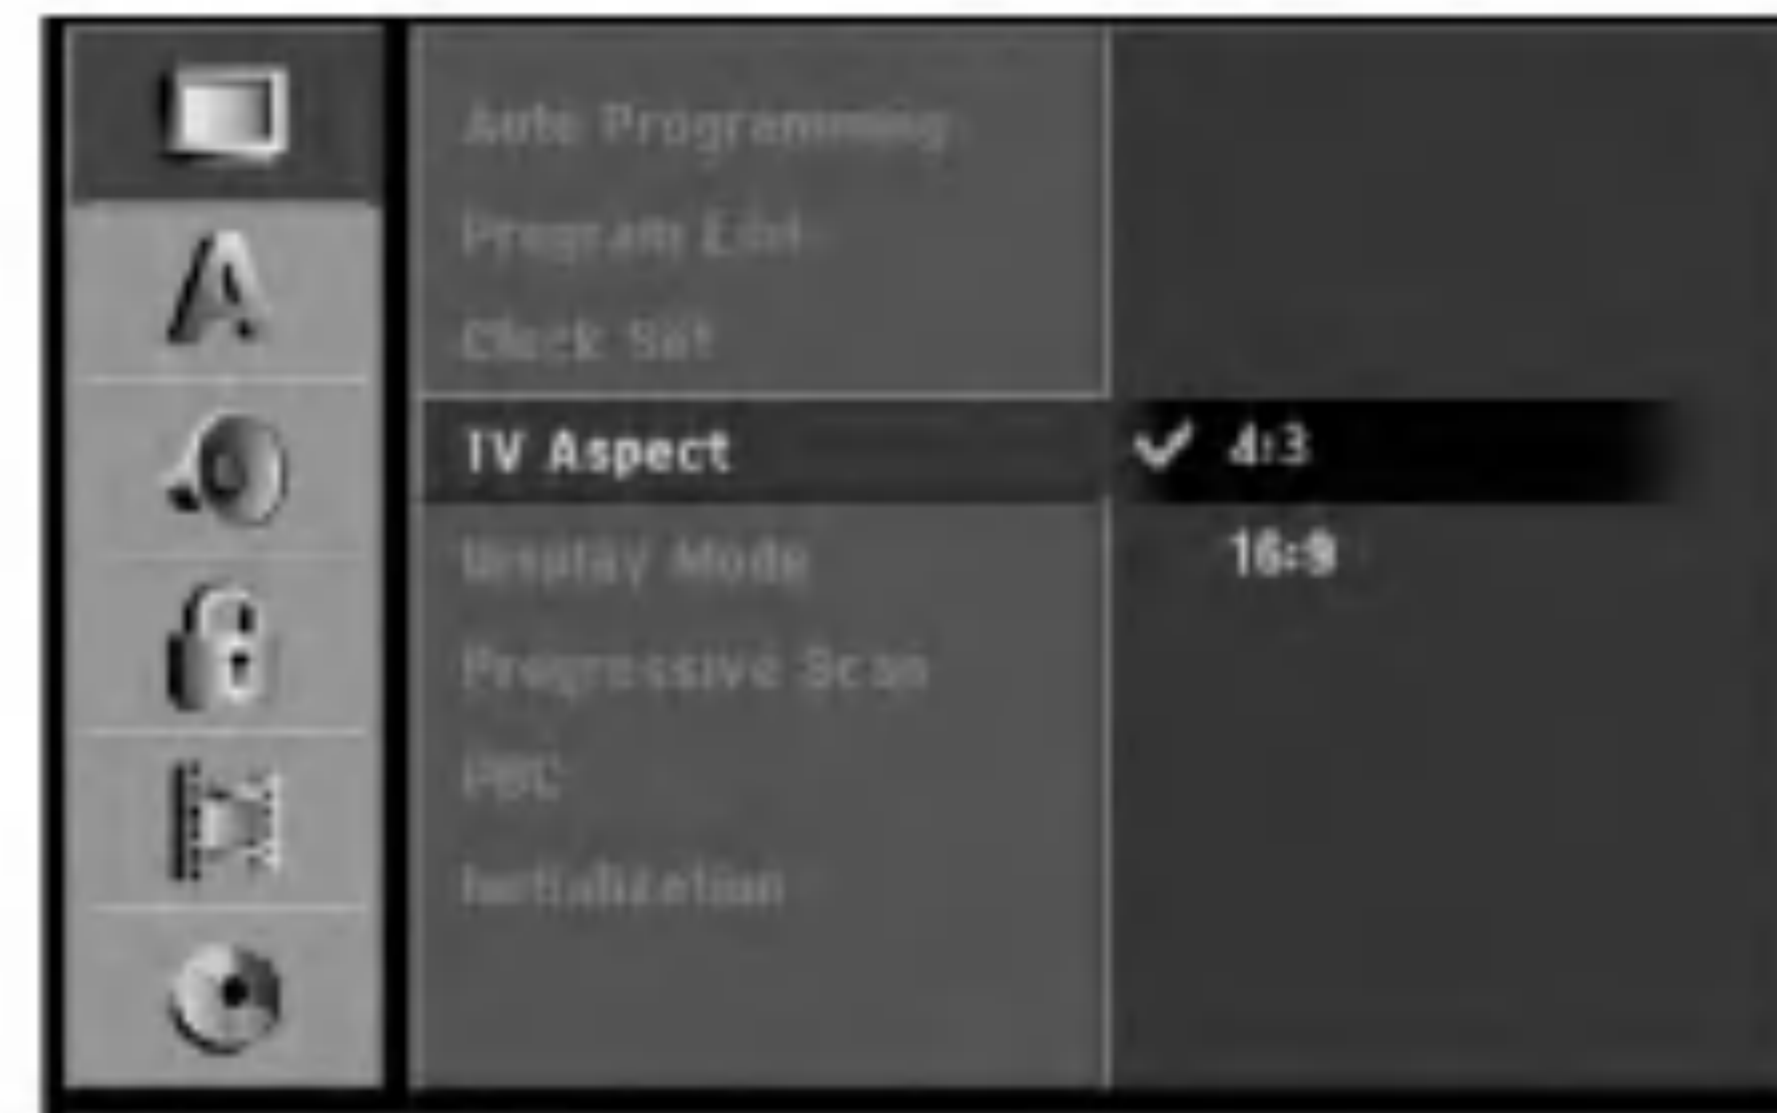 A
Auto Programming
Program Edit
Clock Set
TV Aspect
4:3
16:9
Display Mode
Progressive Scan
PBC
Initialization